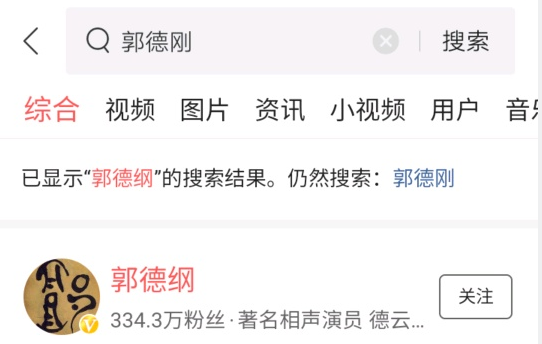 郭德刚 搜索
综合 视频 图片 资讯 小视频 用户 音
已显示“郭德纲”的搜索结果。仍然搜索：郭德刚
郭德纲
关注
334.3万粉丝·著名相声演员 德云...